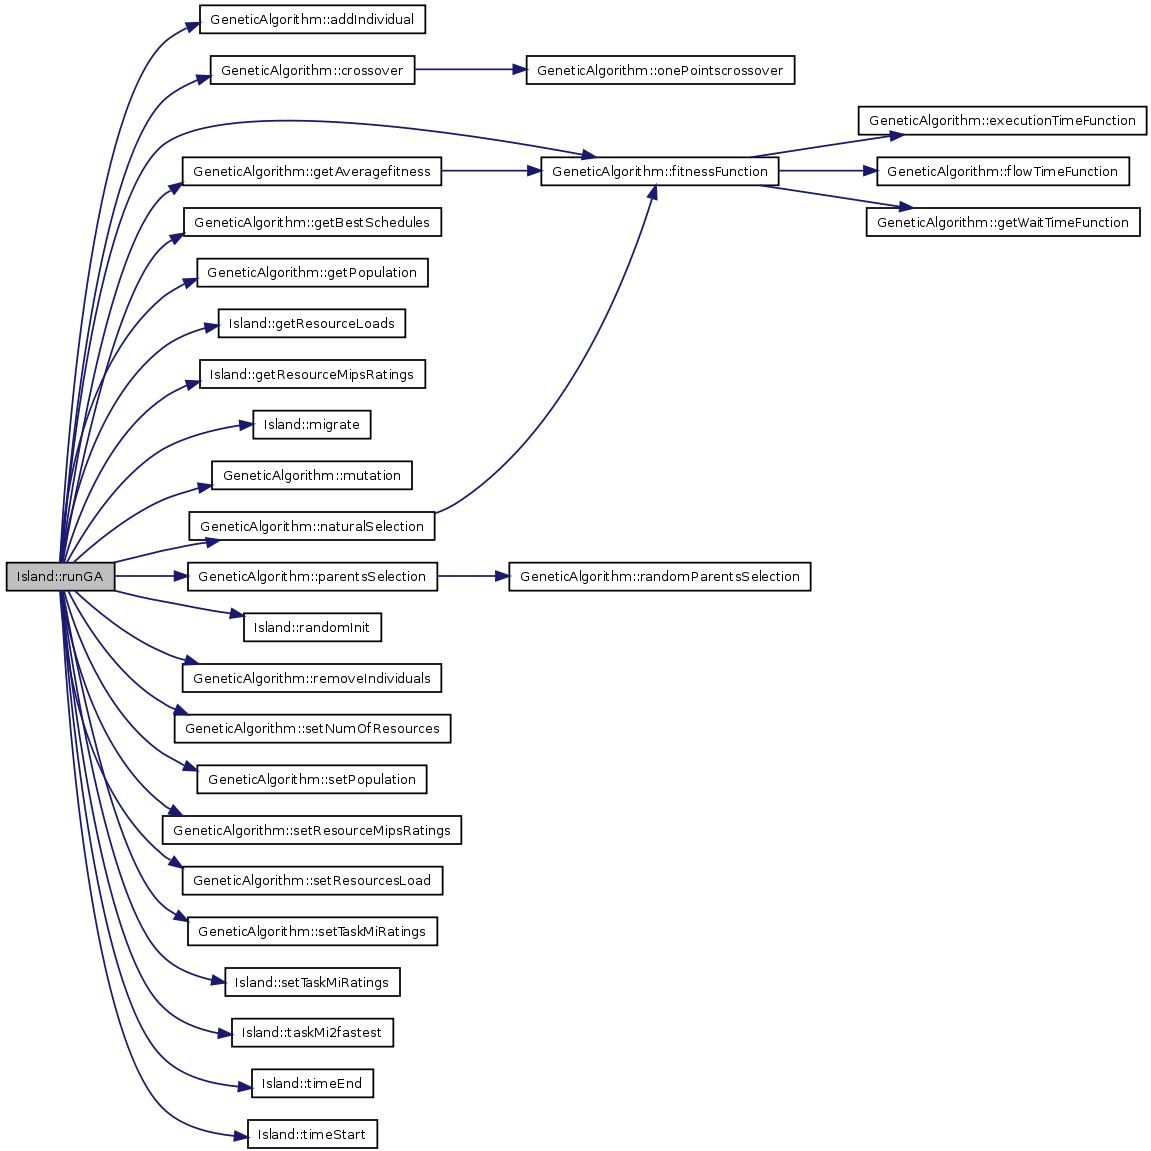 GeneticAlgorithm::addIndividual
GeneticAlgorithm::crossover
GeneticAlgorithm::onePointscrossover
GeneticAlgorithm::executionTimeFunction
GeneticAlgorithm::getAveragefitness
GeneticAlgorithm::fitnessFunction
GeneticAlgorithm::flowTimeFunction
GeneticAlgorithm::getBestSchedules
GeneticAlgorithm::getWaitTimeFunction
GeneticAlgorithm::getPopulation
Island::getResourceLoads
Island::getResourceMipsRatings
Island::migrate
GeneticAlgorithm::mutation
GeneticAlgorithm::naturalSelection
Island::runGA
GeneticAlgorithm::parentsSelection
GeneticAlgorithm::randomParentsSelection
Island::randomInit
GeneticAlgorithm::removeIndividuals
GeneticAlgorithm::setNumOfResources
GeneticAlgorithm::setPopulation
GeneticAlgorithm::setResourceMipsRatings
GeneticAlgorithm::setResourcesLoad
GeneticAlgorithm::setTaskMiRatings
Island::setTaskMiRatings
Island::taskMi2fastest
Island::timeEnd
Island::timeStart